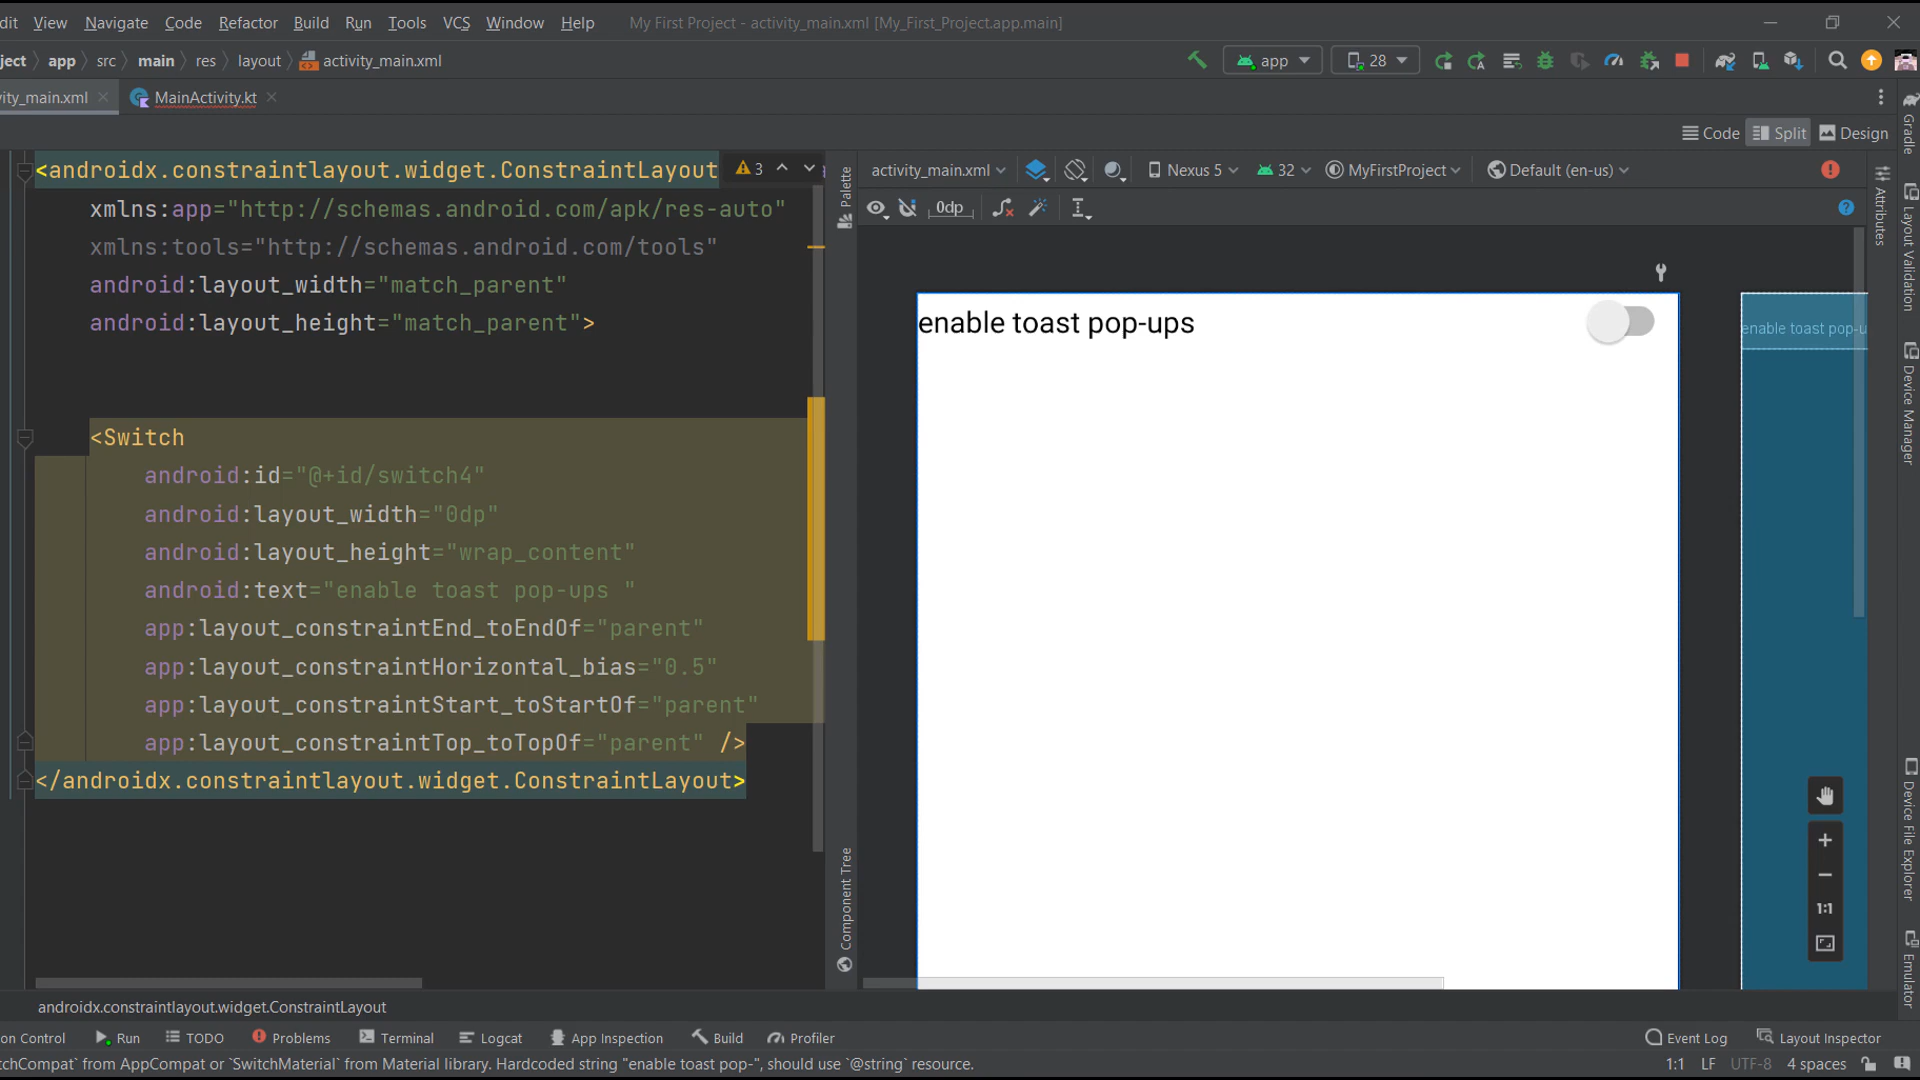 dit View Navigate Code Refactor Build Run Tools VCS Window Help My First Project - activity_main.xml [My_First_Project.app.main]
ject app src main res layout activity_main.xml app 28
vity_main.xml MainActivity.kt
Code Split Design
<androidx.constraintlayout.widget.ConstraintLayout 3
xmlns:app="http://schemas.android.com/apk/res-auto"
xmlns:tools="http://schemas.android.com/tools"
android:layout_width="match_parent"
android:layout_height="match_parent">
<Switch
android:id="@+id/switch4"
android:layout_width="0dp"
android:layout_height="wrap_content"
android:text="enable toast pop-ups "
app:layout_constraintEnd_toEndOf="parent"
app:layout_constraintHorizontal_bias="0.5"
app:layout_constraintStart_toStartOf="parent"
app:layout_constraintTop_toTopOf="parent" />
</androidx.constraintlayout.widget.ConstraintLayout>
Palette
Component Tree
activity_main.xml Nexus 5 32 MyFirstProject Default (en-us)
0dp
enable toast pop-ups
enable toast pop-u
1:1
Attributes
Gradle
Layout Validation
Device Manager
Device File Explorer
Emulator
androidx.constraintlayout.widget.ConstraintLayout
on Control Run TODO Problems Terminal Logcat App Inspection Build Profiler Event Log Layout Inspector
tchCompat` from AppCompat or `SwitchMaterial` from Material library. Hardcoded string "enable toast pop-", should use `@string` resource. 1:1 LF UTF-8 4 spaces